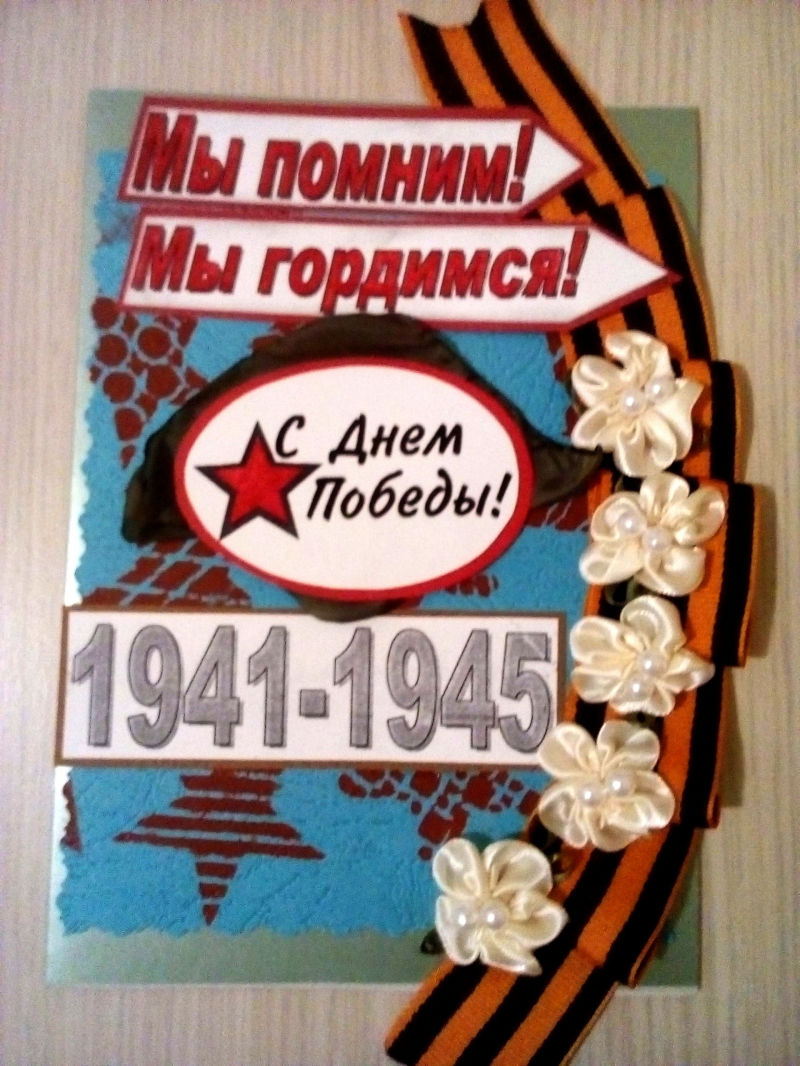 Мы помним!
Мы гордимся!
С Днем
Победы!
1941-1945